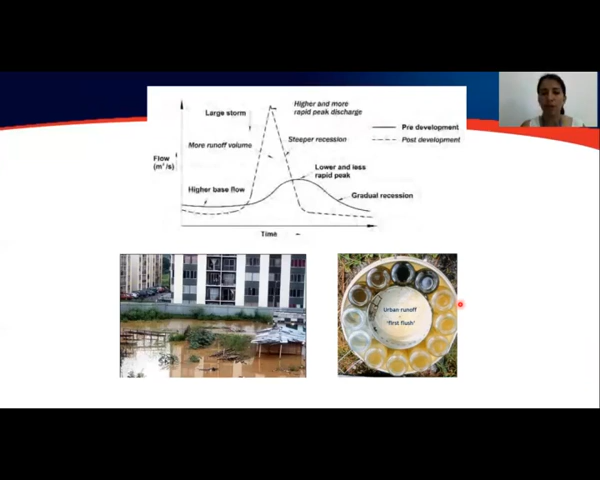 Higher and more
rapid peak discharge
Large storm
Pre development
Steeper recession
Post development
More runoff volume
Flow
(m³/s)
Lower and less
rapid peak
Higher base flow
Gradual recession
Time
Urban runoff
'first flush'